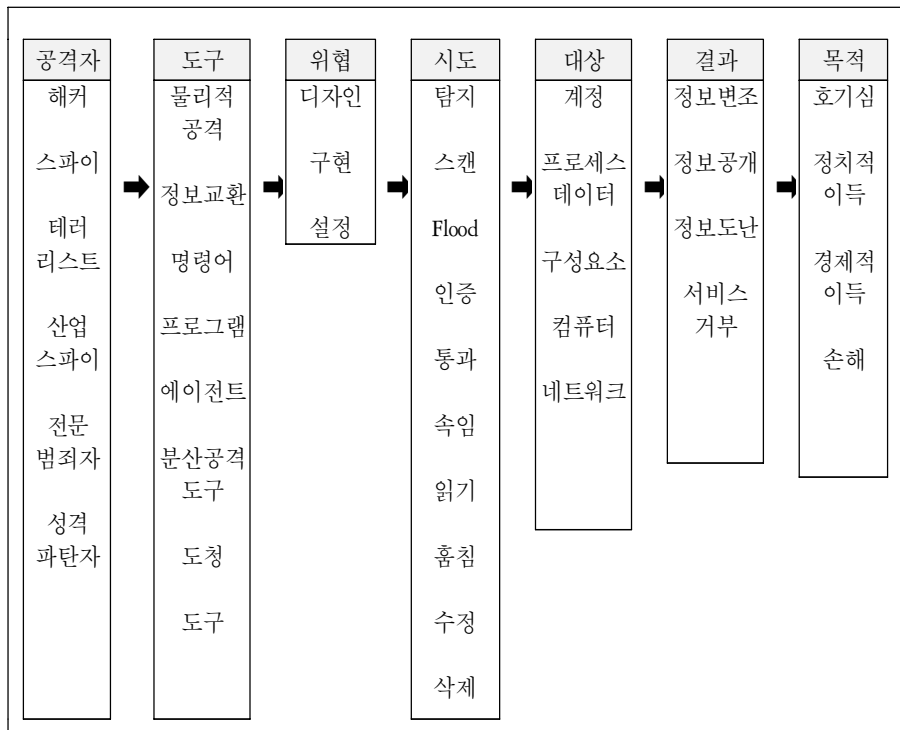 공격자
해커
스파이
테러
리스트
산업
스파이
전문
범죄자
성격
파탄자
도구
물리적
공격
정보교환
명령어
프로그램
에이전트
분산공격
도구
도청
도구
위협
디자인
구현
설정
시도
탐지
스캔
Flood
인증
통과
속임
읽기
훔침
수정
삭제
대상
계정
프로세스
데이터
구성요소
컴퓨터
네트워크
결과
정보변조
정보공개
정보도난
서비스
거부
목적
호기심
정치적
이득
경제적
이득
손해